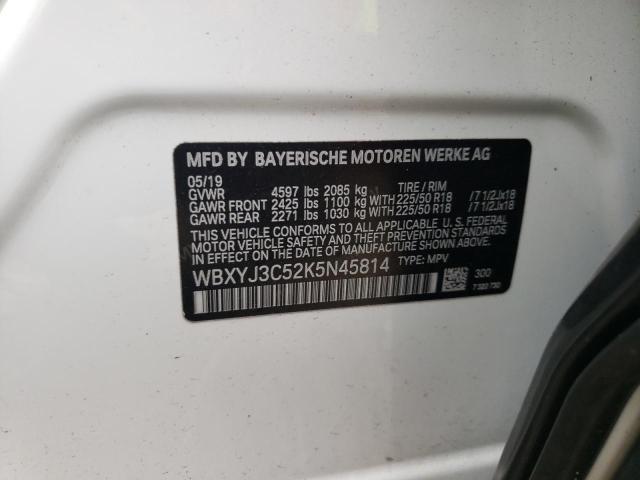 MFD BY BAYERISCHE MOTOREN WERKE AG
05/19
GVWR 4597 lbs 2085 kg TIRE / RIM
GAWR FRONT 2425 lbs 1100 kg WITH 225/50 R18 /7 1/2Jx18
GAWR REAR 2271 lbs 1030 kg WITH 225/50 R18 /7 1/2Jx18
THIS VEHICLE CONFORMS TO ALL APPLICABLE U.S. FEDERAL
MOTOR VEHICLE SAFETY AND THEFT PREVENTION STANDARDS
IN EFFECT ON THE DATE OF MANUFACTURE SHOWN ABOVE.
WBXYJ3C52K5N45814 TYPE: MPV
300
7 322 730